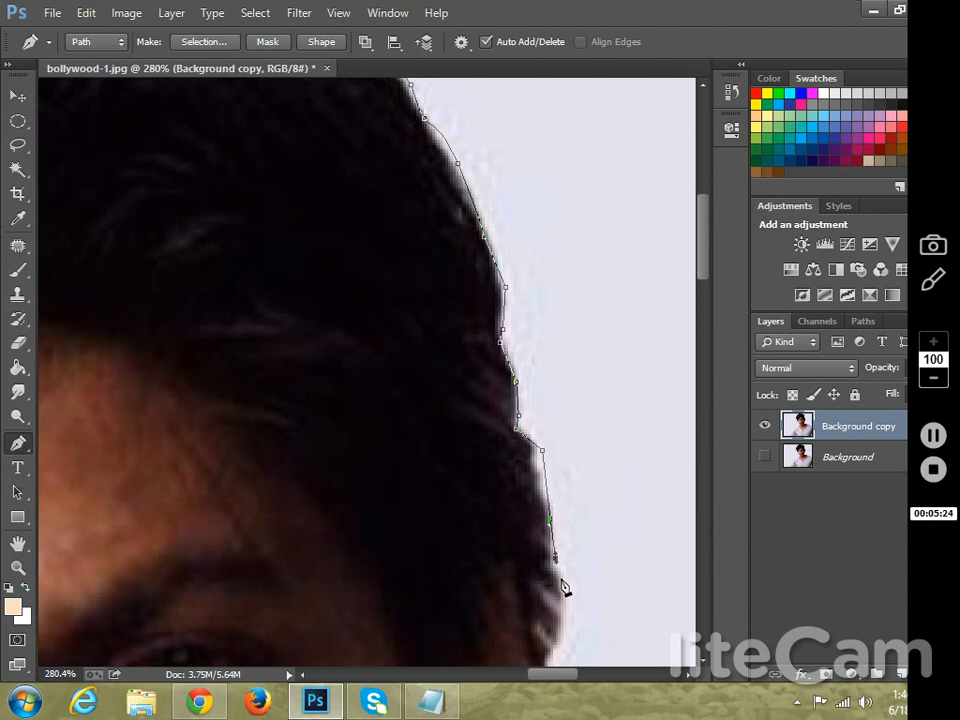 Ps File Edit Image Layer Type Select Filter View Window Help
Path Make: Selection... Mask Shape Auto Add/Delete Align Edges
bollywood-1.jpg @ 280% (Background copy, RGB/8#) * ×
Color Swatches
Adjustments Styles
Add an adjustment
Layers Channels Paths
Kind T
100
Normal Opacity:
Lock: Fill:
Background copy
Background
00:05:24
280.4% Doc: 3.75M/5.64M
liteCam
fx
Ps